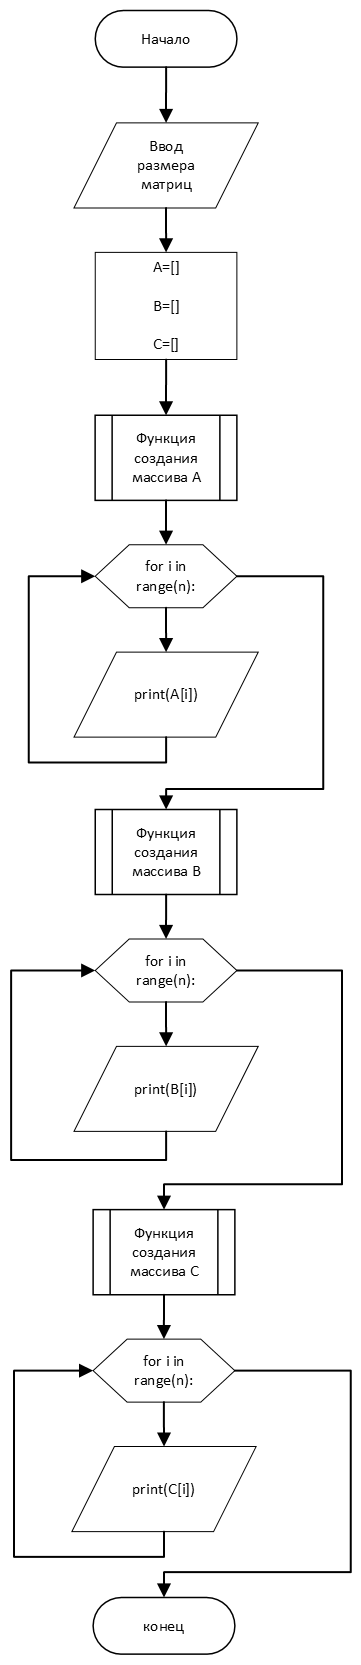 Начало
Ввод
размера
матриц
A=[]
B=[]
C=[]
Функция
создания
массива А
for i in
range(n):
print(A[i])
Функция
создания
массива В
for i in
range(n):
print(B[i])
Функция
создания
массива С
for i in
range(n):
print(C[i])
конец